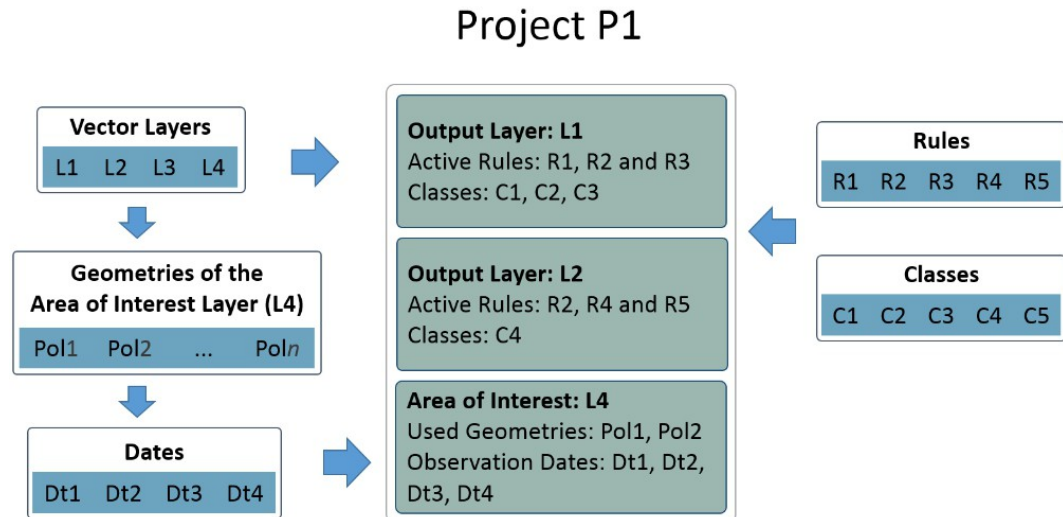 Project P1
Vector Layers
L1 L2 L3 L4
Geometries of the
Area of Interest Layer (L4)
Pol1 Pol2 ... Poln
Dates
Dt1 Dt2 Dt3 Dt4
Output Layer: L1
Active Rules: R1, R2 and R3
Classes: C1, C2, C3
Output Layer: L2
Active Rules: R2, R4 and R5
Classes: C4
Area of Interest: L4
Used Geometries: Pol1, Pol2
Observation Dates: Dt1, Dt2,
Dt3, Dt4
Rules
R1 R2 R3 R4 R5
Classes
C1 C2 C3 C4 C5